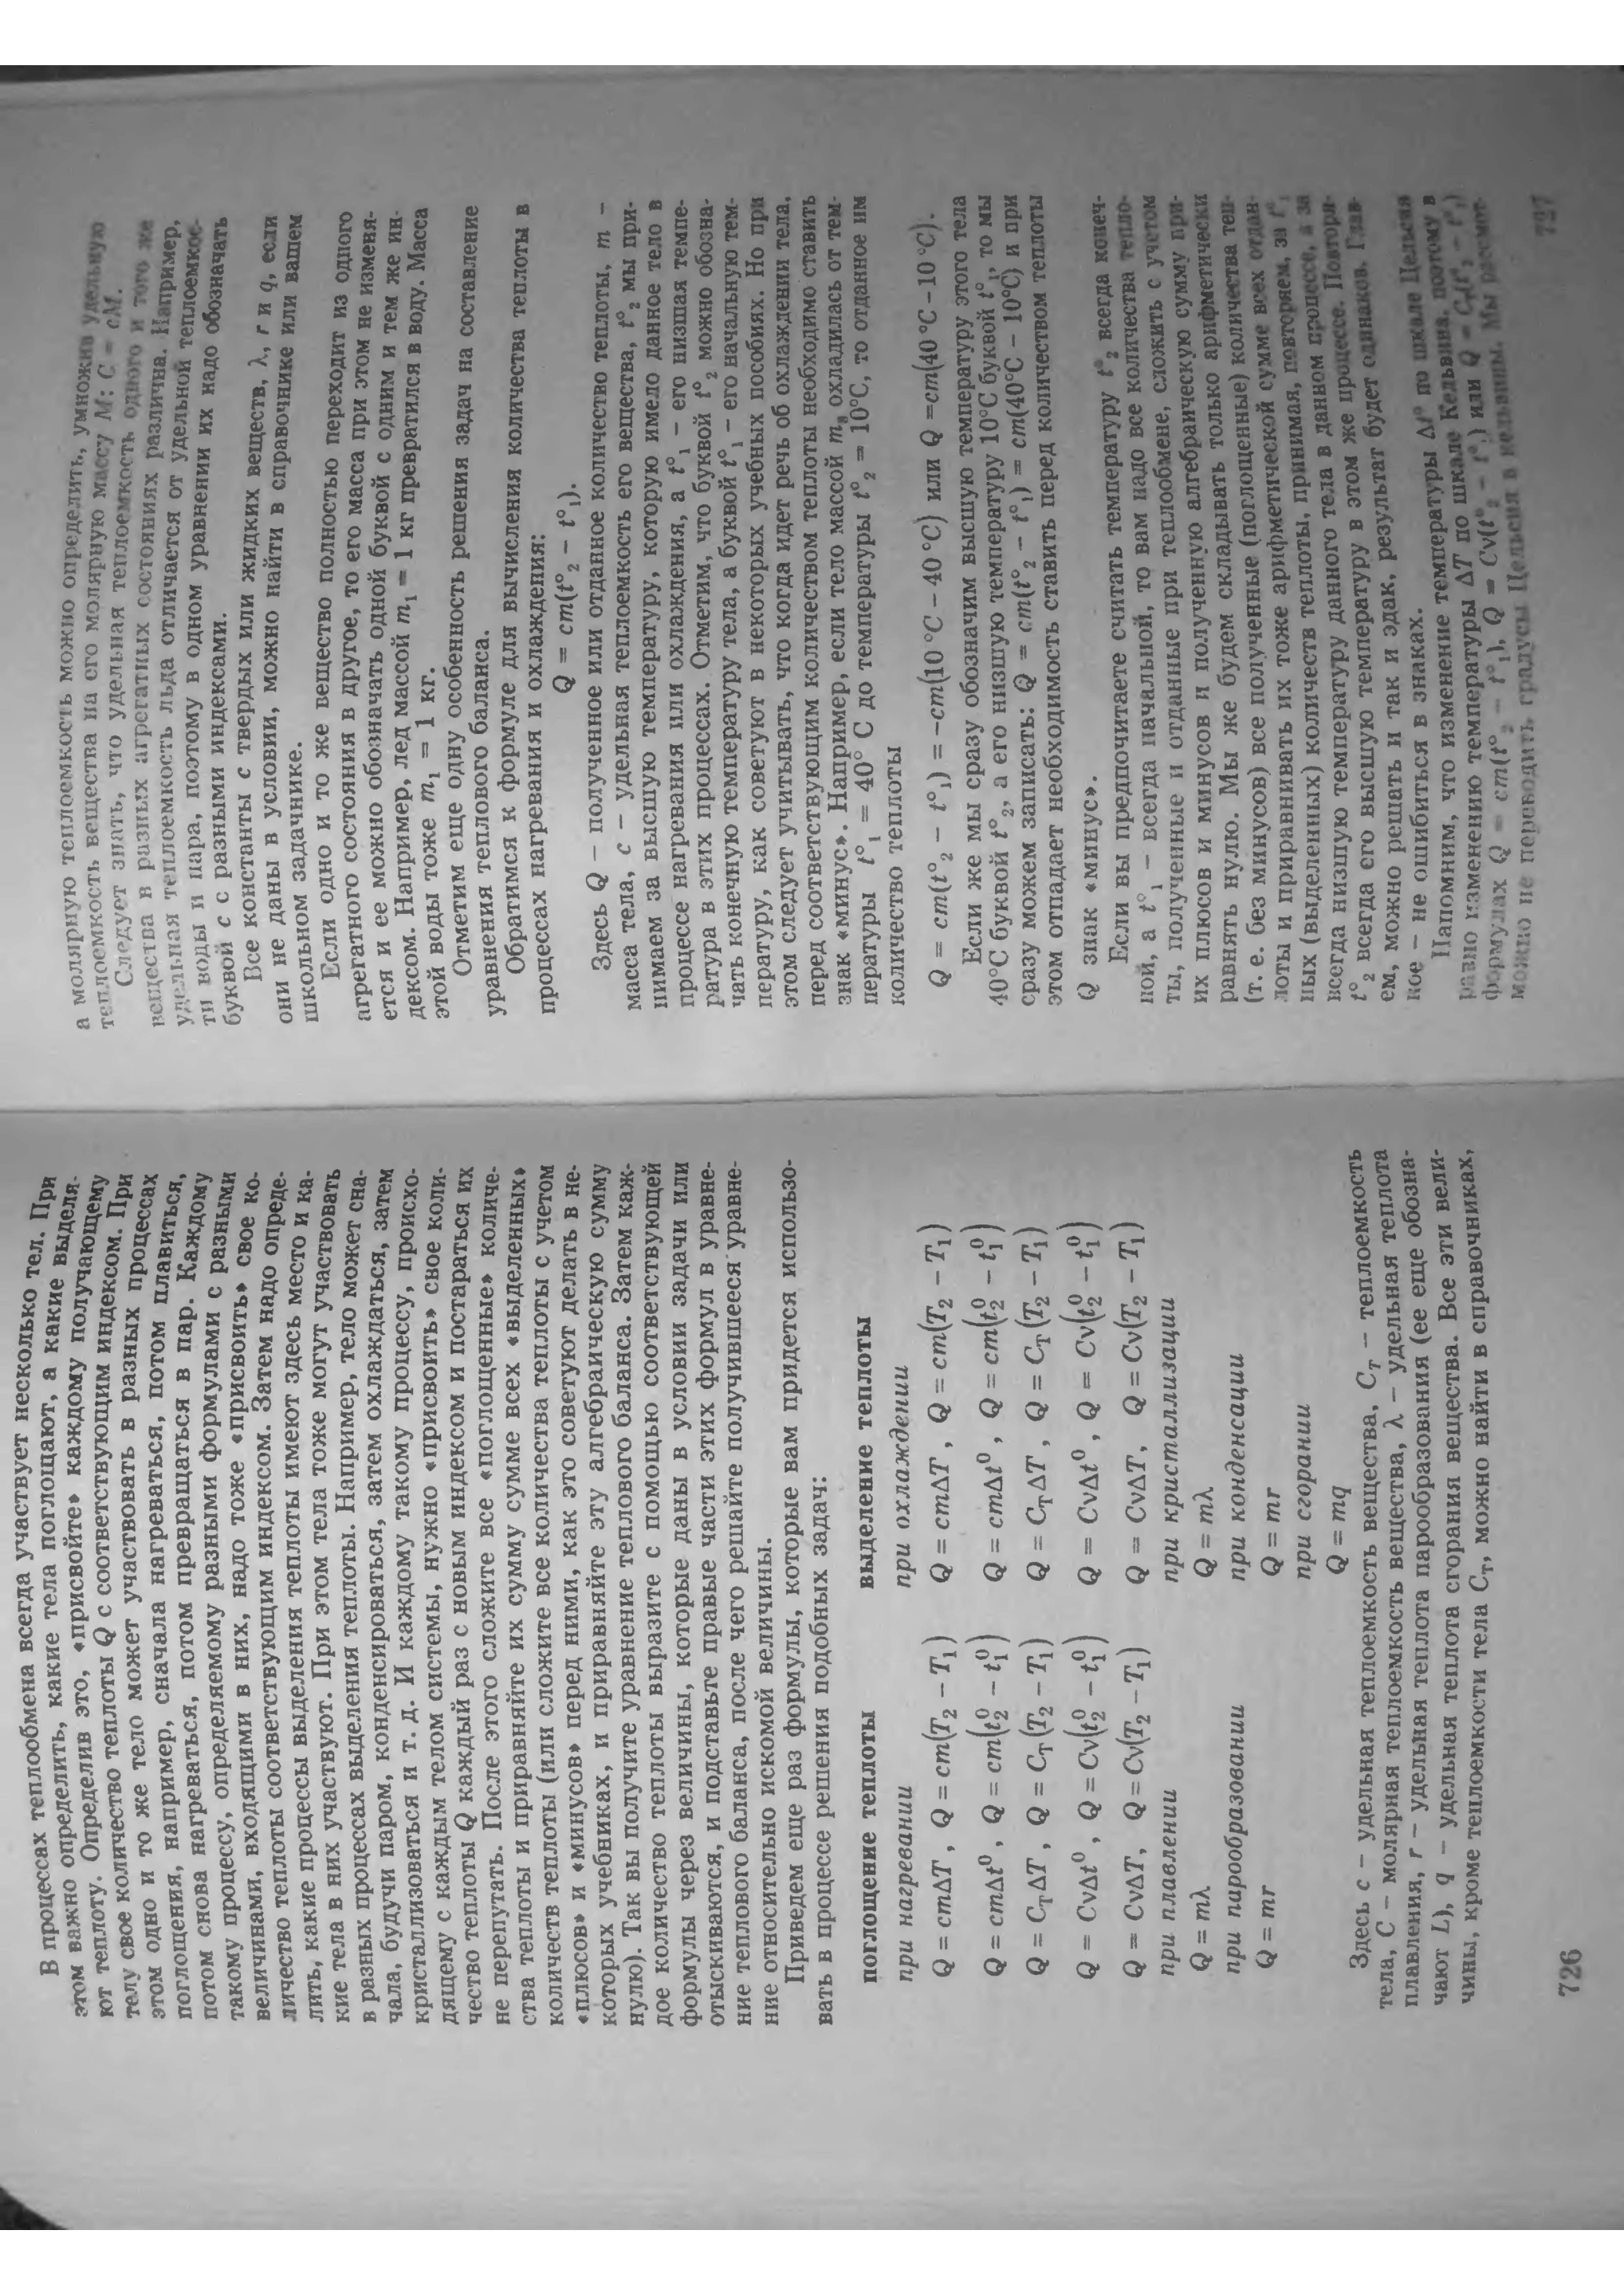 В процессах теплообмена всегда участвует несколько тел. При
этом важно определить, какие тела поглощают, а какие выделя-
ют теплоту. Определив это, «присвойте» каждому получающему
телу свое количество теплоты Q с соответствующим индексом. При
этом одно и то же тело может участвовать в разных процессах
поглощения, например, сначала нагреваться, потом плавиться,
потом снова нагреваться, потом превращаться в пар. Каждому
такому процессу, определяемому разными формулами с разными
величинами, входящими в них, надо тоже «присвоить» свое ко-
личество теплоты соответствующим индексом. Затем надо опреде-
лить, какие процессы выделения теплоты имеют здесь место и ка-
кие тела в них участвуют. При этом тела тоже могут участвовать
в разных процессах выделения теплоты. Например, тело может сна-
чала, будучи паром, конденсироваться, затем охлаждаться, затем
кристаллизоваться и т. д. И каждому такому процессу, происхо-
дящему с каждым телом системы, нужно «присвоить» свое коли-
чество теплоты Q каждый раз с новым индексом и постараться их
не перепутать. После этого сложите все «поглощенные» количе-
ства теплоты и приравняйте их сумму сумме всех «выделенных»
количеств теплоты (или сложите все количества теплоты с учетом
«плюсов» и «минусов» перед ними, как это советуют делать в не-
которых учебниках, и приравняйте эту алгебраическую сумму
нулю). Так вы получите уравнение теплового баланса. Затем каж-
дое количество теплоты выразите с помощью соответствующей
формулы через величины, которые даны в условии задачи или
отыскиваются, и подставьте правые части этих формул в уравне-
ние теплового баланса, после чего решайте получившееся уравне-
ние относительно искомой величины.
Приведем еще раз формулы, которые вам придется использо-
вать в процессе решения подобных задач:
поглощение теплоты
при нагревании
Q = cmΔT, Q = cm(T₂ − T₁)
Q = cmΔt⁰, Q = cm(t₂⁰ − t₁⁰)
Q = CтΔT, Q = Cт(T₂ − T₁)
Q = CνΔt⁰, Q = Cν(t₂⁰ − t₁⁰)
Q = CνΔT, Q = Cν(T₂ − T₁)
при плавлении
Q = mλ
при парообразовании
Q = mr
выделение теплоты
при охлаждении
Q = cmΔT, Q = cm(T₂ − T₁)
Q = cmΔt⁰, Q = cm(t₂⁰ − t₁⁰)
Q = CтΔT, Q = Cт(T₂ − T₁)
Q = CνΔt⁰, Q = Cν(t₂⁰ − t₁⁰)
Q = CνΔT, Q = Cν(T₂ − T₁)
при кристаллизации
Q = mλ
при конденсации
Q = mr
при сгорании
Q = mq
Здесь c − удельная теплоемкость вещества, Cт − теплоемкость
тела, C − молярная теплоемкость вещества, λ − удельная теплота
плавления, r − удельная теплота парообразования (ее еще обозна-
чают L), q − удельная теплота сгорания вещества. Все эти вели-
чины, кроме теплоемкости тела Cт, можно найти в справочниках,
726
а молярную теплоемкость можно определить, умножив удельную
теплоемкость вещества на его молярную массу M: C = cM.
Следует знать, что удельная теплоемкость одного и того же
вещества в разных агрегатных состояниях различна. Например,
удельная теплоемкость льда отличается от удельной теплоемкос-
ти воды и пара, поэтому в одном уравнении их надо обозначать
буквой c с разными индексами.
Все константы с твердых или жидких веществ, λ, r и q, если
они не даны в условии, можно найти в справочнике или вашем
школьном задачнике.
Если одно и то же вещество полностью переходит из одного
агрегатного состояния в другое, то его масса при этом не изменя-
ется и ее можно обозначать одной буквой с одним и тем же ин-
дексом. Например, лед массой m₁ = 1 кг превратился в воду. Масса
этой воды тоже m₁ = 1 кг.
Отметим еще одну особенность решения задач на составление
уравнения теплового баланса.
Обратимся к формуле для вычисления количества теплоты в
процессах нагревания и охлаждения:
Q = cm(t°₂ − t°₁).
Здесь Q − полученное или отданное количество теплоты, m −
масса тела, c − удельная теплоемкость его вещества, t°₂ мы при-
нимаем за высшую температуру, которую имело данное тело в
процессе нагревания или охлаждения, а t°₁ − его низшая темпе-
ратура в этих процессах. Отметим, что буквой t°₂ можно обозна-
чать конечную температуру тела, а буквой t°₁ − его начальную тем-
пературу, как советуют в некоторых учебных пособиях. Но при
этом следует учитывать, что когда идет речь об охлаждении тела,
перед соответствующим количеством теплоты необходимо ставить
знак «минус». Например, если тело массой m, охладилась от тем-
пературы t°₁ = 40° С до температуры t°₂ = 10°С, то отданное им
количество теплоты
Q = cm(t°₂ − t°₁) = −cm(10 °С − 40 °С) или Q =cm(40 °С −10 °С).
Если же мы сразу обозначим высшую температуру этого тела
40°С буквой t°₂, а его низшую температуру 10°С буквой t°₁, то мы
сразу можем записать: Q = cm(t°₂ − t°₁) = cm(40°С − 10°С) и при
этом отпадает необходимость ставить перед количеством теплоты
Q знак «минус».
Если вы предпочитаете считать температуру t°₂ всегда конеч-
ной, а t°₁ − всегда начальной, то вам надо все количества тепло-
ты, полученные и отданные при теплообмене, сложить с учетом
их плюсов и минусов и полученную алгебраическую сумму при-
равнять нулю. Мы же будем складывать только арифметически
(т. е. без минусов) все полученные (поглощенные) количества теп-
лоты и приравнивать их тоже арифметической сумме всех отдан-
ных (выделенных) количеств теплоты, принимая, повторяем, за t°₁
всегда низшую температуру данного тела в данном процессе, а за
t°₂ всегда его высшую температуру в этом же процессе. Повторя-
ем, можно решать и так и эдак, результат будет одинаков. Глав-
ное − не ошибиться в знаках.
Напомним, что изменение температуры Δt° по шкале Цельсия
равно изменению температуры ΔT по шкале Кельвина, поэтому в
формулах Q = cm(t°₂ − t°₁), Q = Cν(t°₂ − t°₁) или Q = Cт(t°₂ − t°₁)
можно не переводить градусы Цельсия в кельвины. Мы рассмот-
727